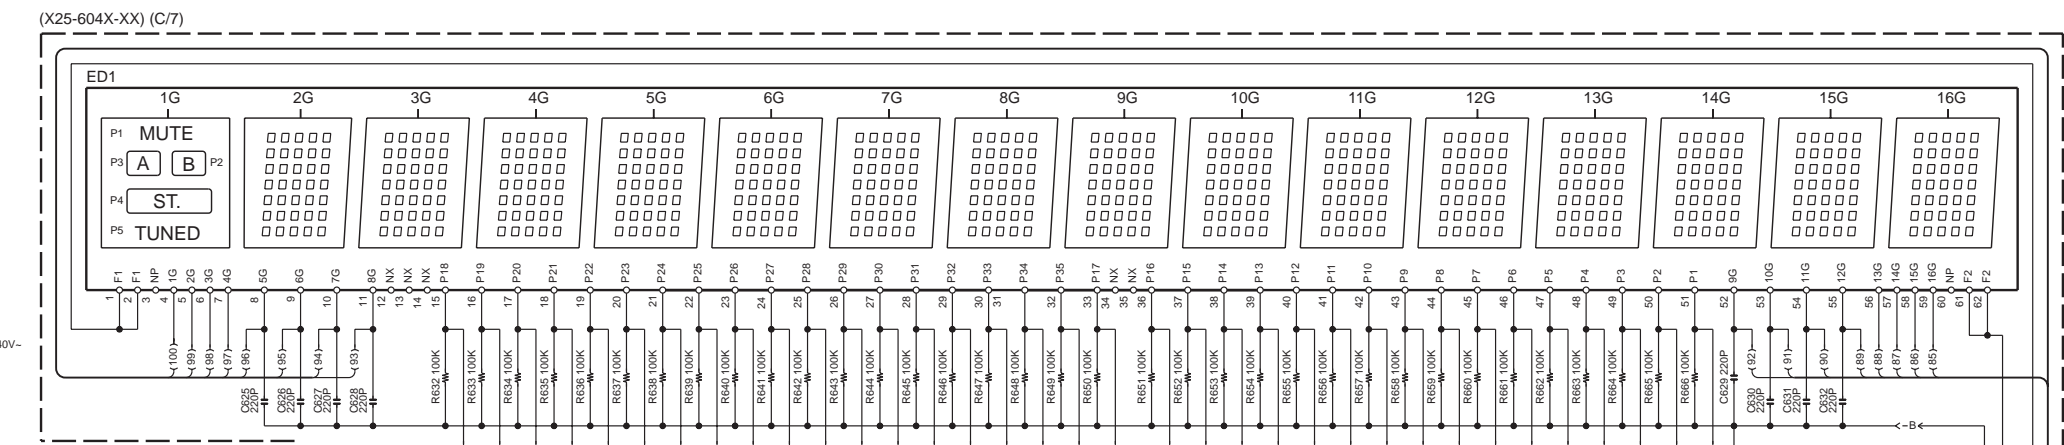 (X25-604X-XX) (C/7)
ED1
1G 2G 3G 4G 5G 6G 7G 8G 9G 10G 11G 12G 13G 14G 15G 16G
P1 MUTE
P3 A B P2
P4 ST.
P5 TUNED
F1 F1 NP 1G 2G 3G 4G 5G 6G 7G 8G NX NX NX P18 P19 P20 P21 P22 P23 P24 P25 P26 P27 P28 P29 P30 P31 P32 P33 P34 P35 P17 NX NX P16 P15 P14 P13 P12 P11 P10 P9 P8 P7 P6 P5 P4 P3 P2 P1 9G 10G 11G 12G 13G 14G 15G 16G NP F2 F2
1 2 3 4 5 6 7 8 9 10 11 12 13 14 15 16 17 18 19 20 21 22 23 24 25 26 27 28 29 30 31 32 33 34 35 36 37 38 39 40 41 42 43 44 45 46 47 48 49 50 51 52 53 54 55 56 57 58 59 60 61 62
40V~
(100) (99) (98) (97) (96) (95) (94) (93) (92) (91) (90) (89) (88) (87) (86) (85)
C625 220P
C626 220P
C627 220P
C628 220P
R632 100K
R633 100K
R634 100K
R635 100K
R636 100K
R637 100K
R638 100K
R639 100K
R640 100K
R641 100K
R642 100K
R643 100K
R644 100K
R645 100K
R646 100K
R647 100K
R648 100K
R649 100K
R650 100K
R651 100K
R652 100K
R653 100K
R654 100K
R655 100K
R656 100K
R657 100K
R658 100K
R659 100K
R660 100K
R661 100K
R662 100K
R663 100K
R664 100K
R665 100K
R666 100K
C629 220P
C630 220P
C631 220P
C632 220P
-B